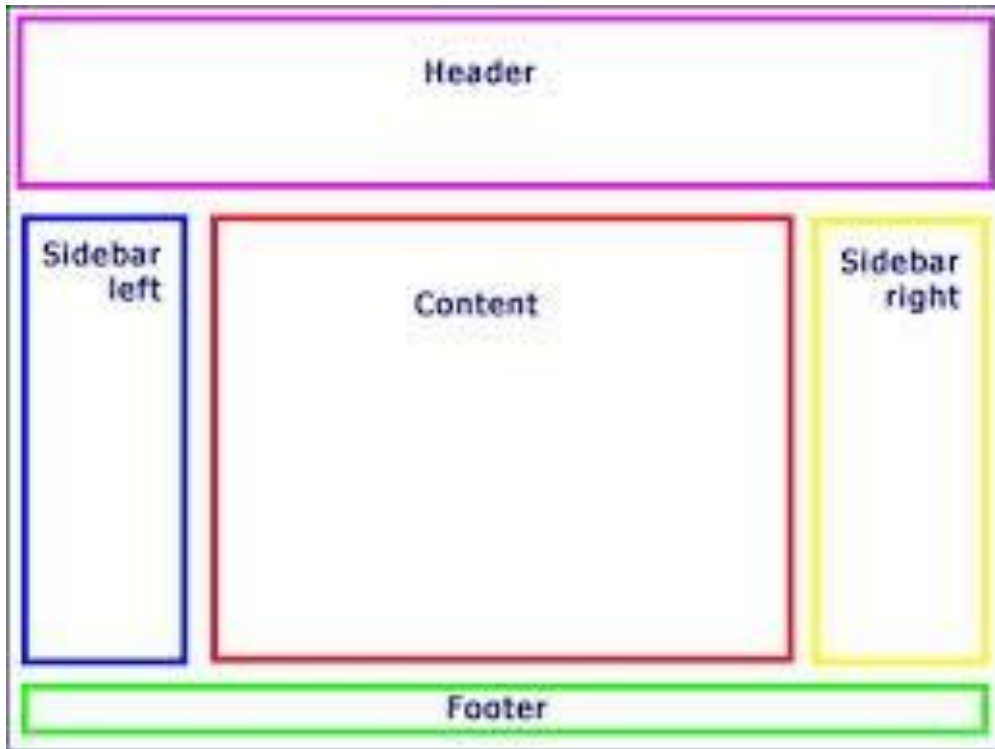 Header
Sidebar
left
Content
Sidebar
right
Footer